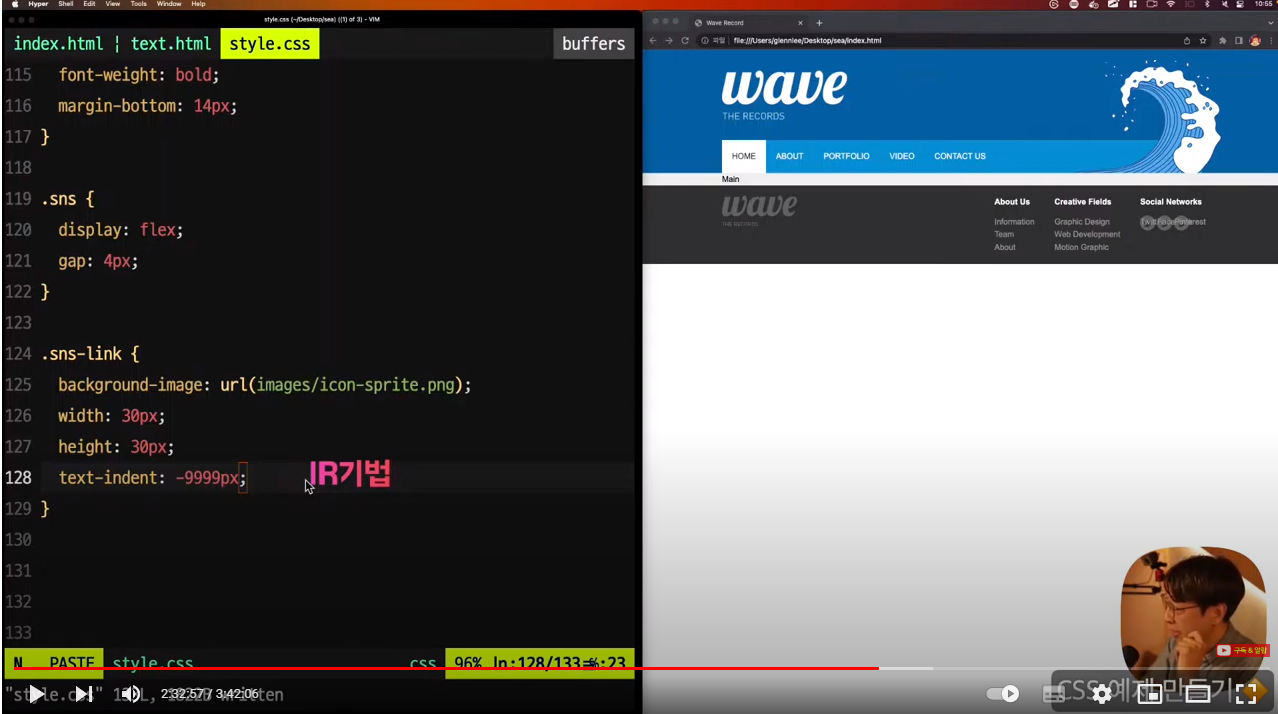 Hyper Shell Edit View Tools Window Help
10:55
style.css (~/Desktop/sea) ((1) of 3) - VIM
index.html | text.html style.css buffers
115 font-weight: bold;
116 margin-bottom: 14px;
117 }
118
119 .sns {
120 display: flex;
121 gap: 4px;
122 }
123
124 .sns-link {
125 background-image: url(images/icon-sprite.png);
126 width: 30px;
127 height: 30px;
128 text-indent: -9999px;
IR기법
129 }
130
131
132
133
N PASTE style.css css 96% ln:128/133≡%:23
"style.css" written
2:32:57 / 3:42:06
Wave Record
파일 file:///Users/glennlee/Desktop/sea/index.html
wave
THE RECORDS
HOME ABOUT PORTFOLIO VIDEO CONTACT US
Main
wave
THE RECORDS
About Us Creative Fields Social Networks
Information Graphic Design
Team Web Development
About Motion Graphic
구독 & 알림
CSS 예제 만들기